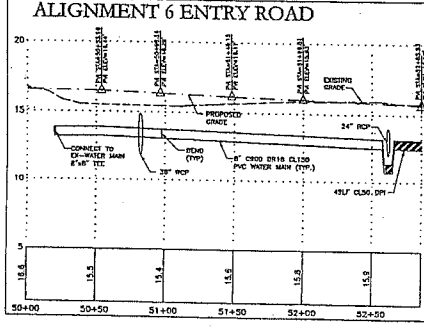 ALIGNMENT 6 ENTRY ROAD
20
15
10
5
EXISTING
GRADE
PROPOSED
GRADE
24" RCP
CONNECT TO
EX-WATER MAIN
8"x8" TEE
BEND
(TYP.)
38" RCP
8" C900 DR18 CL150
PVC WATER MAIN (TYP.)
49LF CL50 DPI
16.6
15.5
15.4
15.6
15.8
15.9
50+00
50+50
51+00
51+50
52+00
52+50